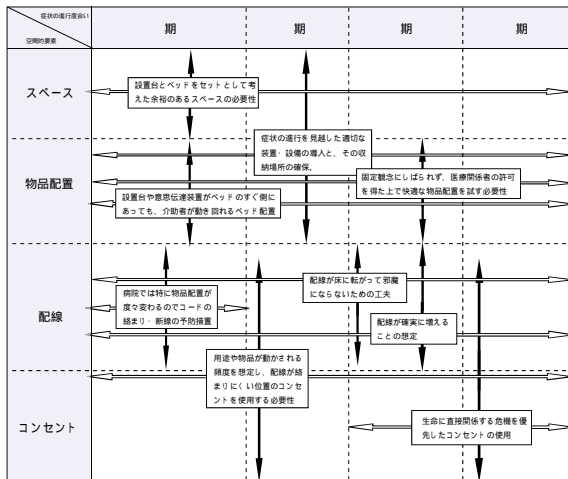 症状の進行度合い
空間的要素
期
期
期
期
スペース
設置台とベッドをセットとして考
えた余裕のあるスペースの必要性
症状の進行を見越した適切な
装置・設備の導入と、その収
納場所の確保。
物品配置
固定観念にしばられず、医療関係者の許可
を得た上で快適な物品配置を試す必要性
設置台や意思伝達装置がベッドのすぐ側に
あっても、介助者が動き回れるベッド配置
配線
病院では特に物品配置が
度々変わるのでコードの
絡まり・断線の予防措置
配線が床に転がって邪魔
にならないための工夫
配線が確実に増える
ことの想定
用途や物品が動かされる
頻度を想定し、配線が絡
まりにくい位置のコンセ
ントを使用する必要性
コンセント
生命に直接関係する危機を優
先したコンセントの使用